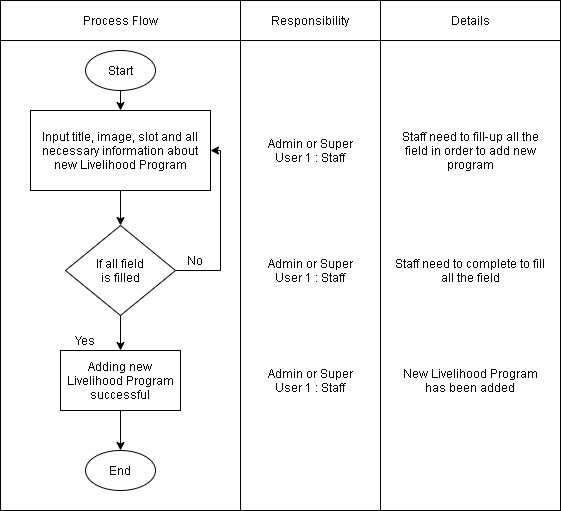 Process Flow
Responsibility
Details
Start
Input title, image, slot and all
necessary information about
new Livelihood Program
Admin or Super
User 1 : Staff
Staff need to fill-up all the
field in order to add new
program
If all field
is filled
No
Admin or Super
User 1 : Staff
Staff need to complete to fill
all the field
Yes
Adding new
Livelihood Program
successful
Admin or Super
User 1 : Staff
New Livelihood Program
has been added
End